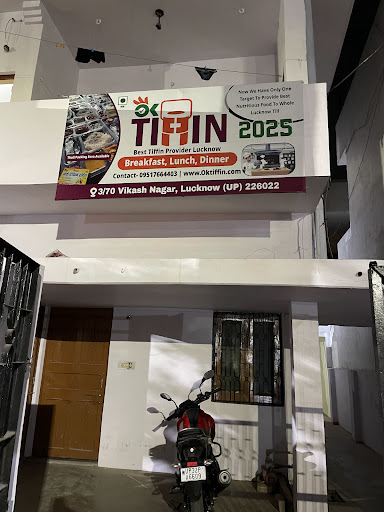 OK
TIFFIN
Best Tiffin Provider Lucknow
Breakfast, Lunch, Dinner
Contact- 09517664403 | www.Oktiffin.com
3/70 Vikash Nagar, Lucknow (UP) 226022
Now We Have Only One
Target To Provide Best
Nutritious Food To Whole
Lucknow Till
2025
UP32P